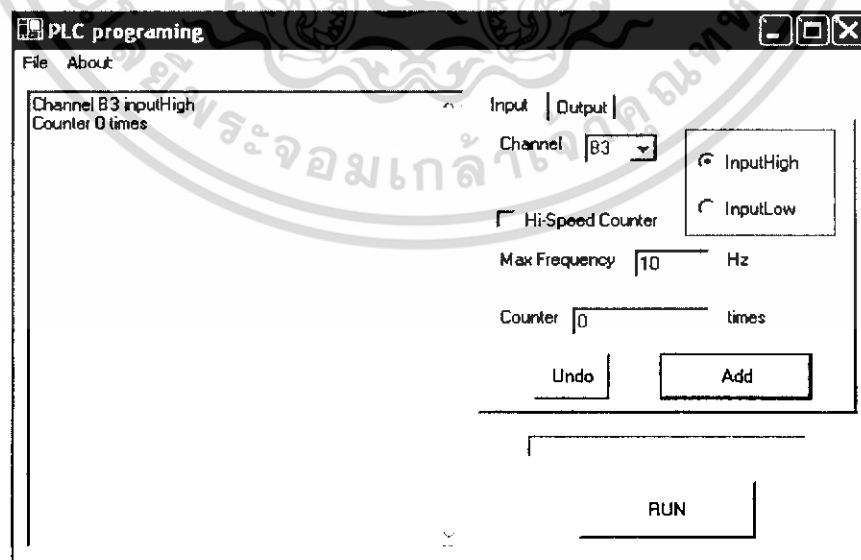 PLC programing
File About
Channel B3 inputHigh
Counter 0 times
Input Output
Channel B3
InputHigh
InputLow
Hi-Speed Counter
Max Frequency 10 Hz
Counter 0 times
Undo Add
RUN